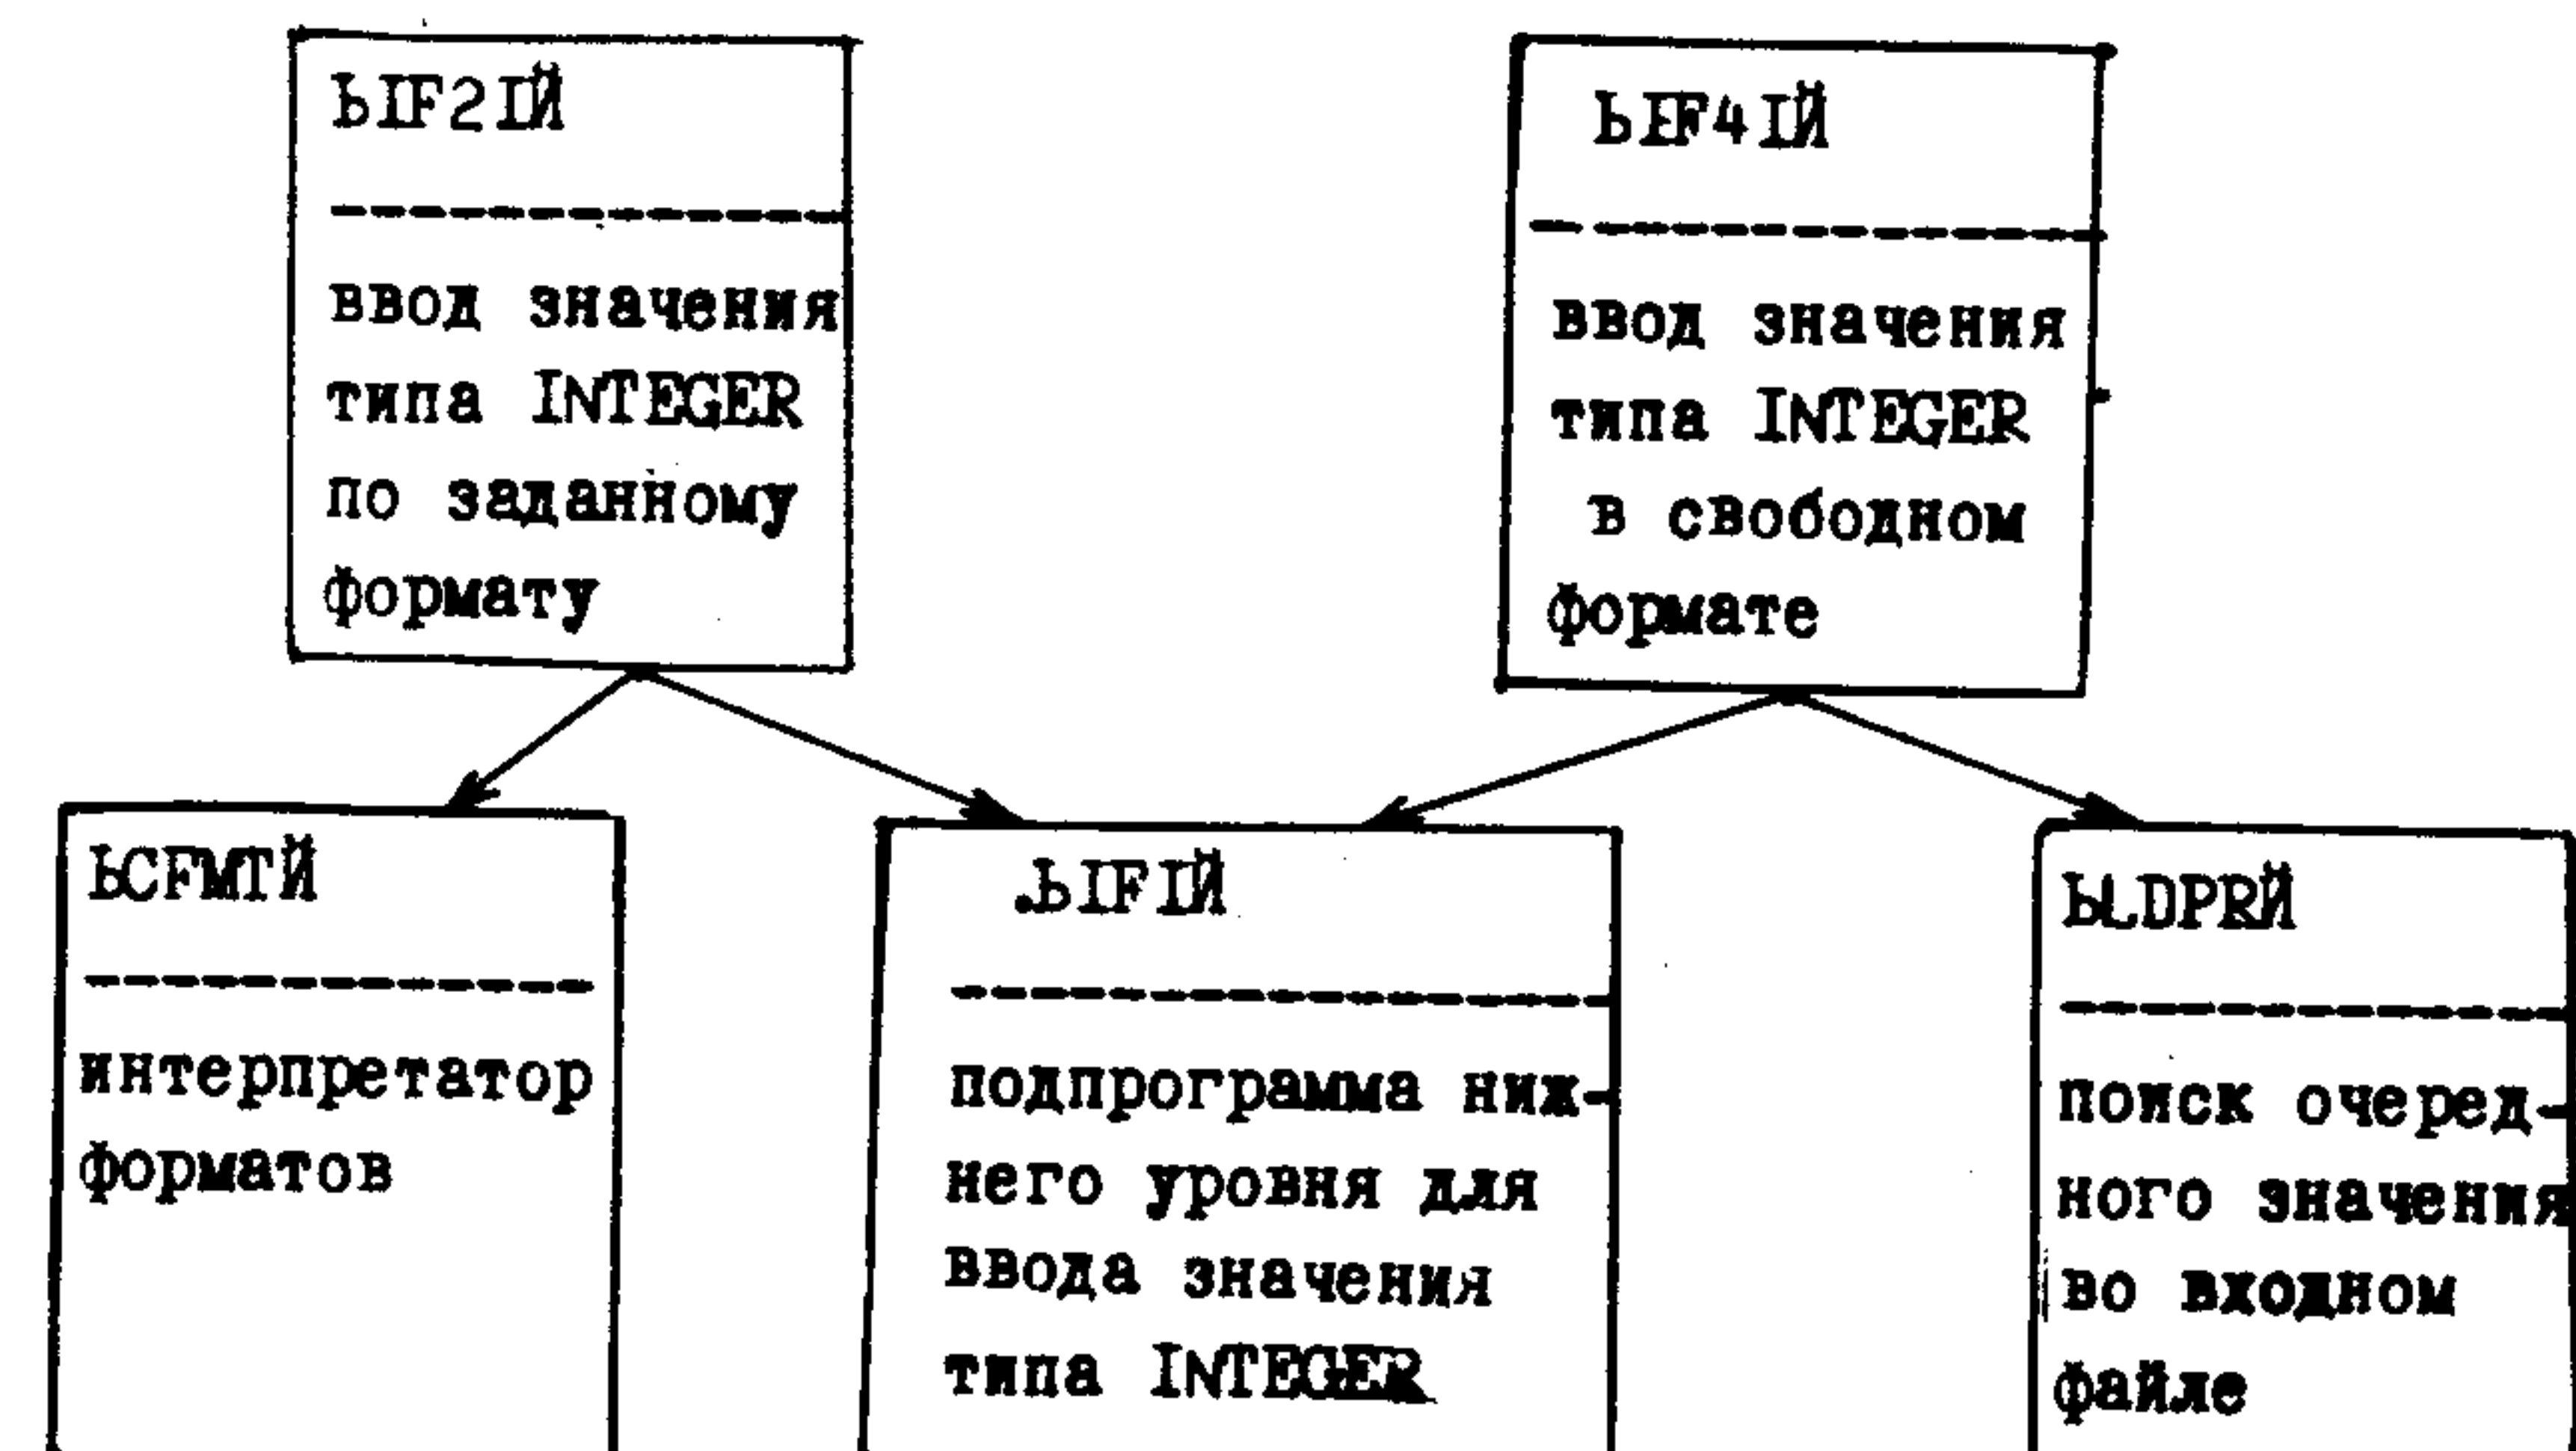 ЬIF2IЙ
ввод значения
типа INTEGER
по заданному
формату
ЬIF4IЙ
ввод значения
типа INTEGER
в свободном
формате
ЬCFMTЙ
интерпретатор
форматов
ЬIFIЙ
подпрограмма ниж-
него уровня для
ввода значения
типа INTEGER
ЬLDPRЙ
поиск очеред-
ного значения
во входном
файле